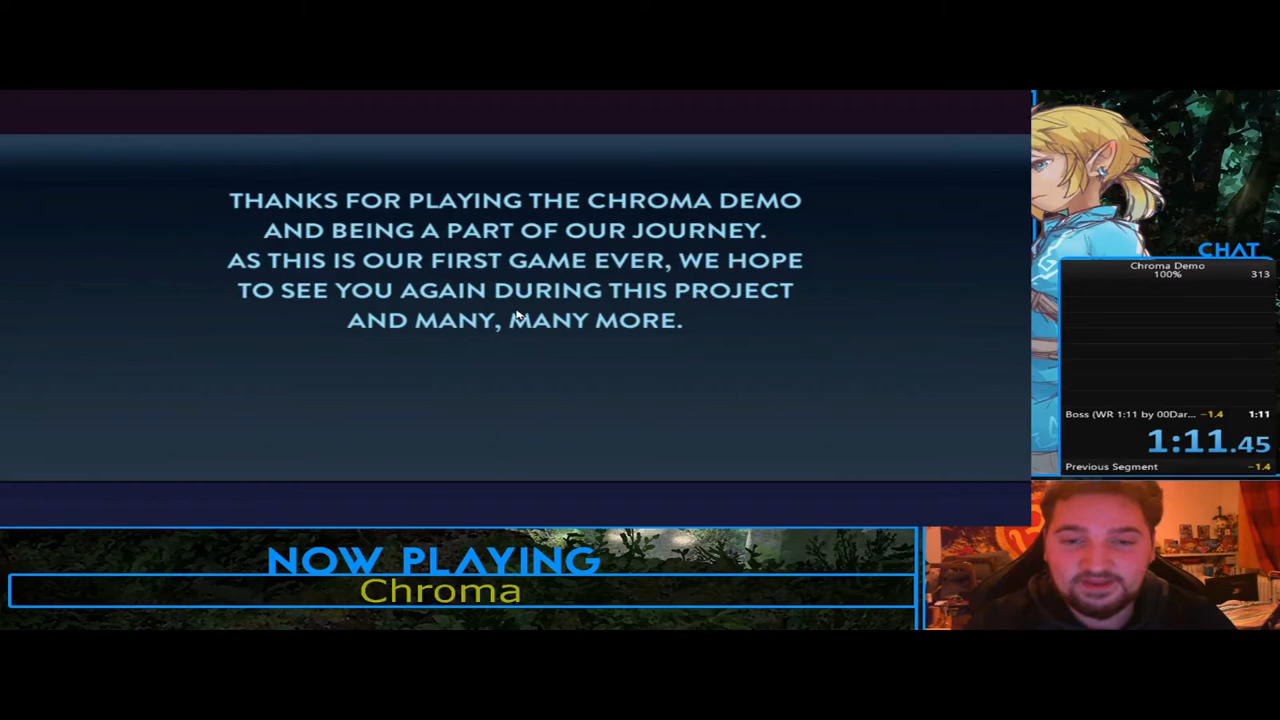 THANKS FOR PLAYING THE CHROMA DEMO
AND BEING A PART OF OUR JOURNEY.
AS THIS IS OUR FIRST GAME EVER, WE HOPE
TO SEE YOU AGAIN DURING THIS PROJECT
AND MANY, MANY MORE.
CHAT
Chroma Demo
100% 313
Boss (WR 1:11 by 00Dar... −1.4 1:11
1:11.45
Previous Segment −1.4
NOW PLAYING
Chroma